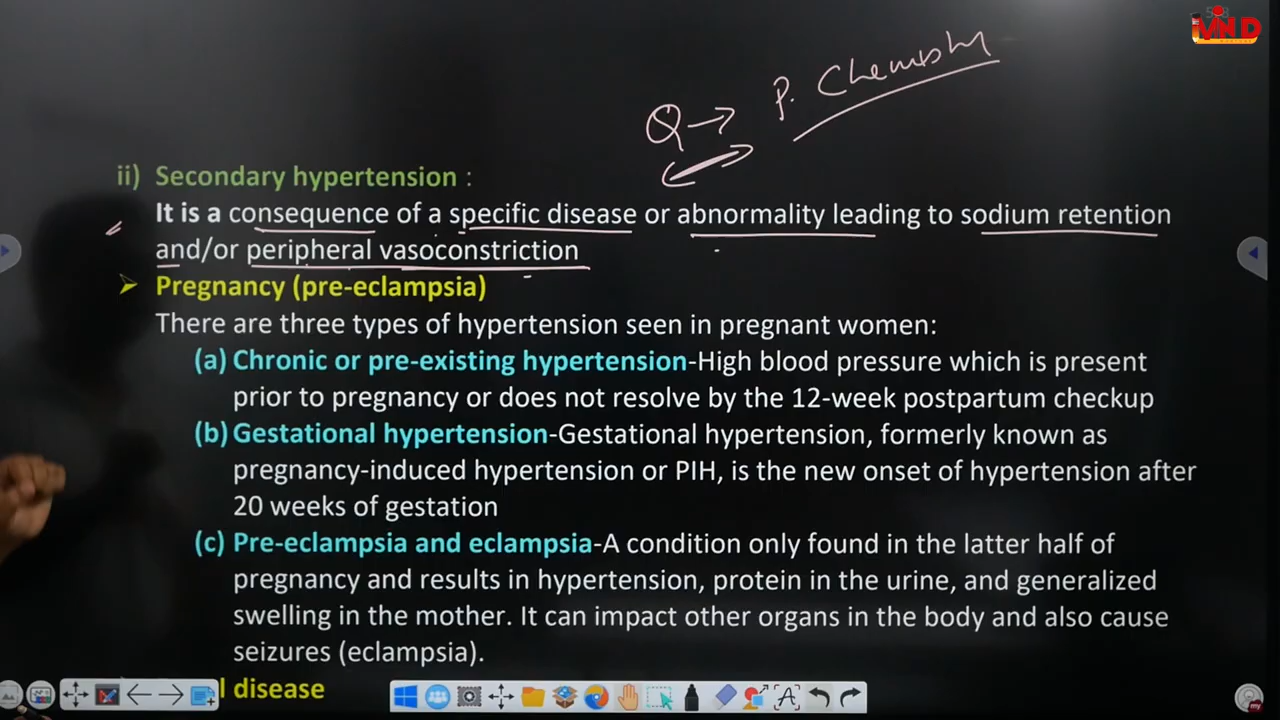 VND
Q → P. Chemistry
ii) Secondary hypertension :
It is a consequence of a specific disease or abnormality leading to sodium retention
and/or peripheral vasoconstriction
➤ Pregnancy (pre-eclampsia)
There are three types of hypertension seen in pregnant women:
(a) Chronic or pre-existing hypertension-High blood pressure which is present
prior to pregnancy or does not resolve by the 12-week postpartum checkup
(b) Gestational hypertension-Gestational hypertension, formerly known as
pregnancy-induced hypertension or PIH, is the new onset of hypertension after
20 weeks of gestation
(c) Pre-eclampsia and eclampsia-A condition only found in the latter half of
pregnancy and results in hypertension, protein in the urine, and generalized
swelling in the mother. It can impact other organs in the body and also cause
seizures (eclampsia).
l disease